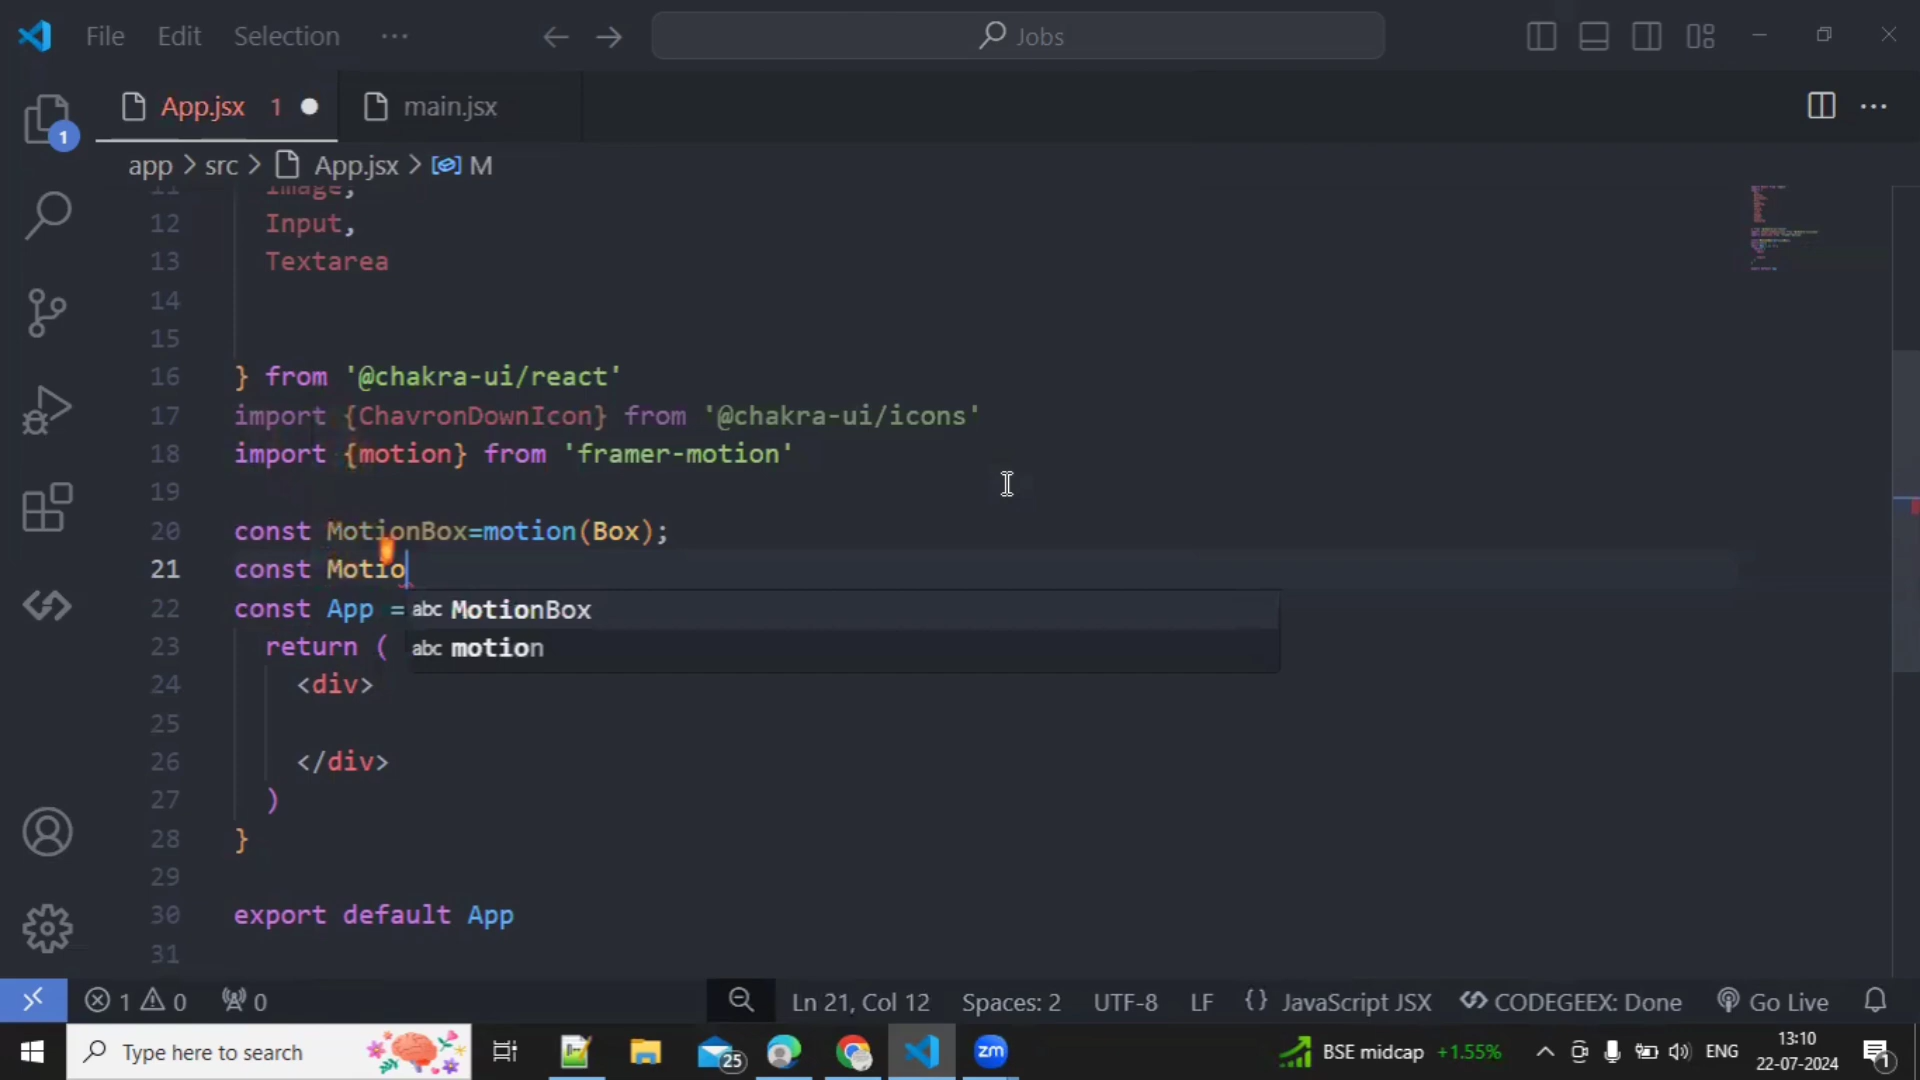 File Edit Selection ...
Jobs
App.jsx 1 main.jsx
app > src > App.jsx > M
11 Image,
12 Input,
13 Textarea
14
15
16 } from '@chakra-ui/react'
17 import {ChavronDownIcon} from '@chakra-ui/icons'
18 import {motion} from 'framer-motion'
19
20 const MotionBox=motion(Box);
21 const Motio
22 const App =
abc MotionBox
23 return (
abc motion
24 <div>
25
26 </div>
27 )
28 }
29
30 export default App
31
1 0 0 Ln 21, Col 12 Spaces: 2 UTF-8 LF {} JavaScript JSX CODEGEEX: Done Go Live
Type here to search 25 zm BSE midcap +1.55% ENG 13:10 22-07-2024 1
1